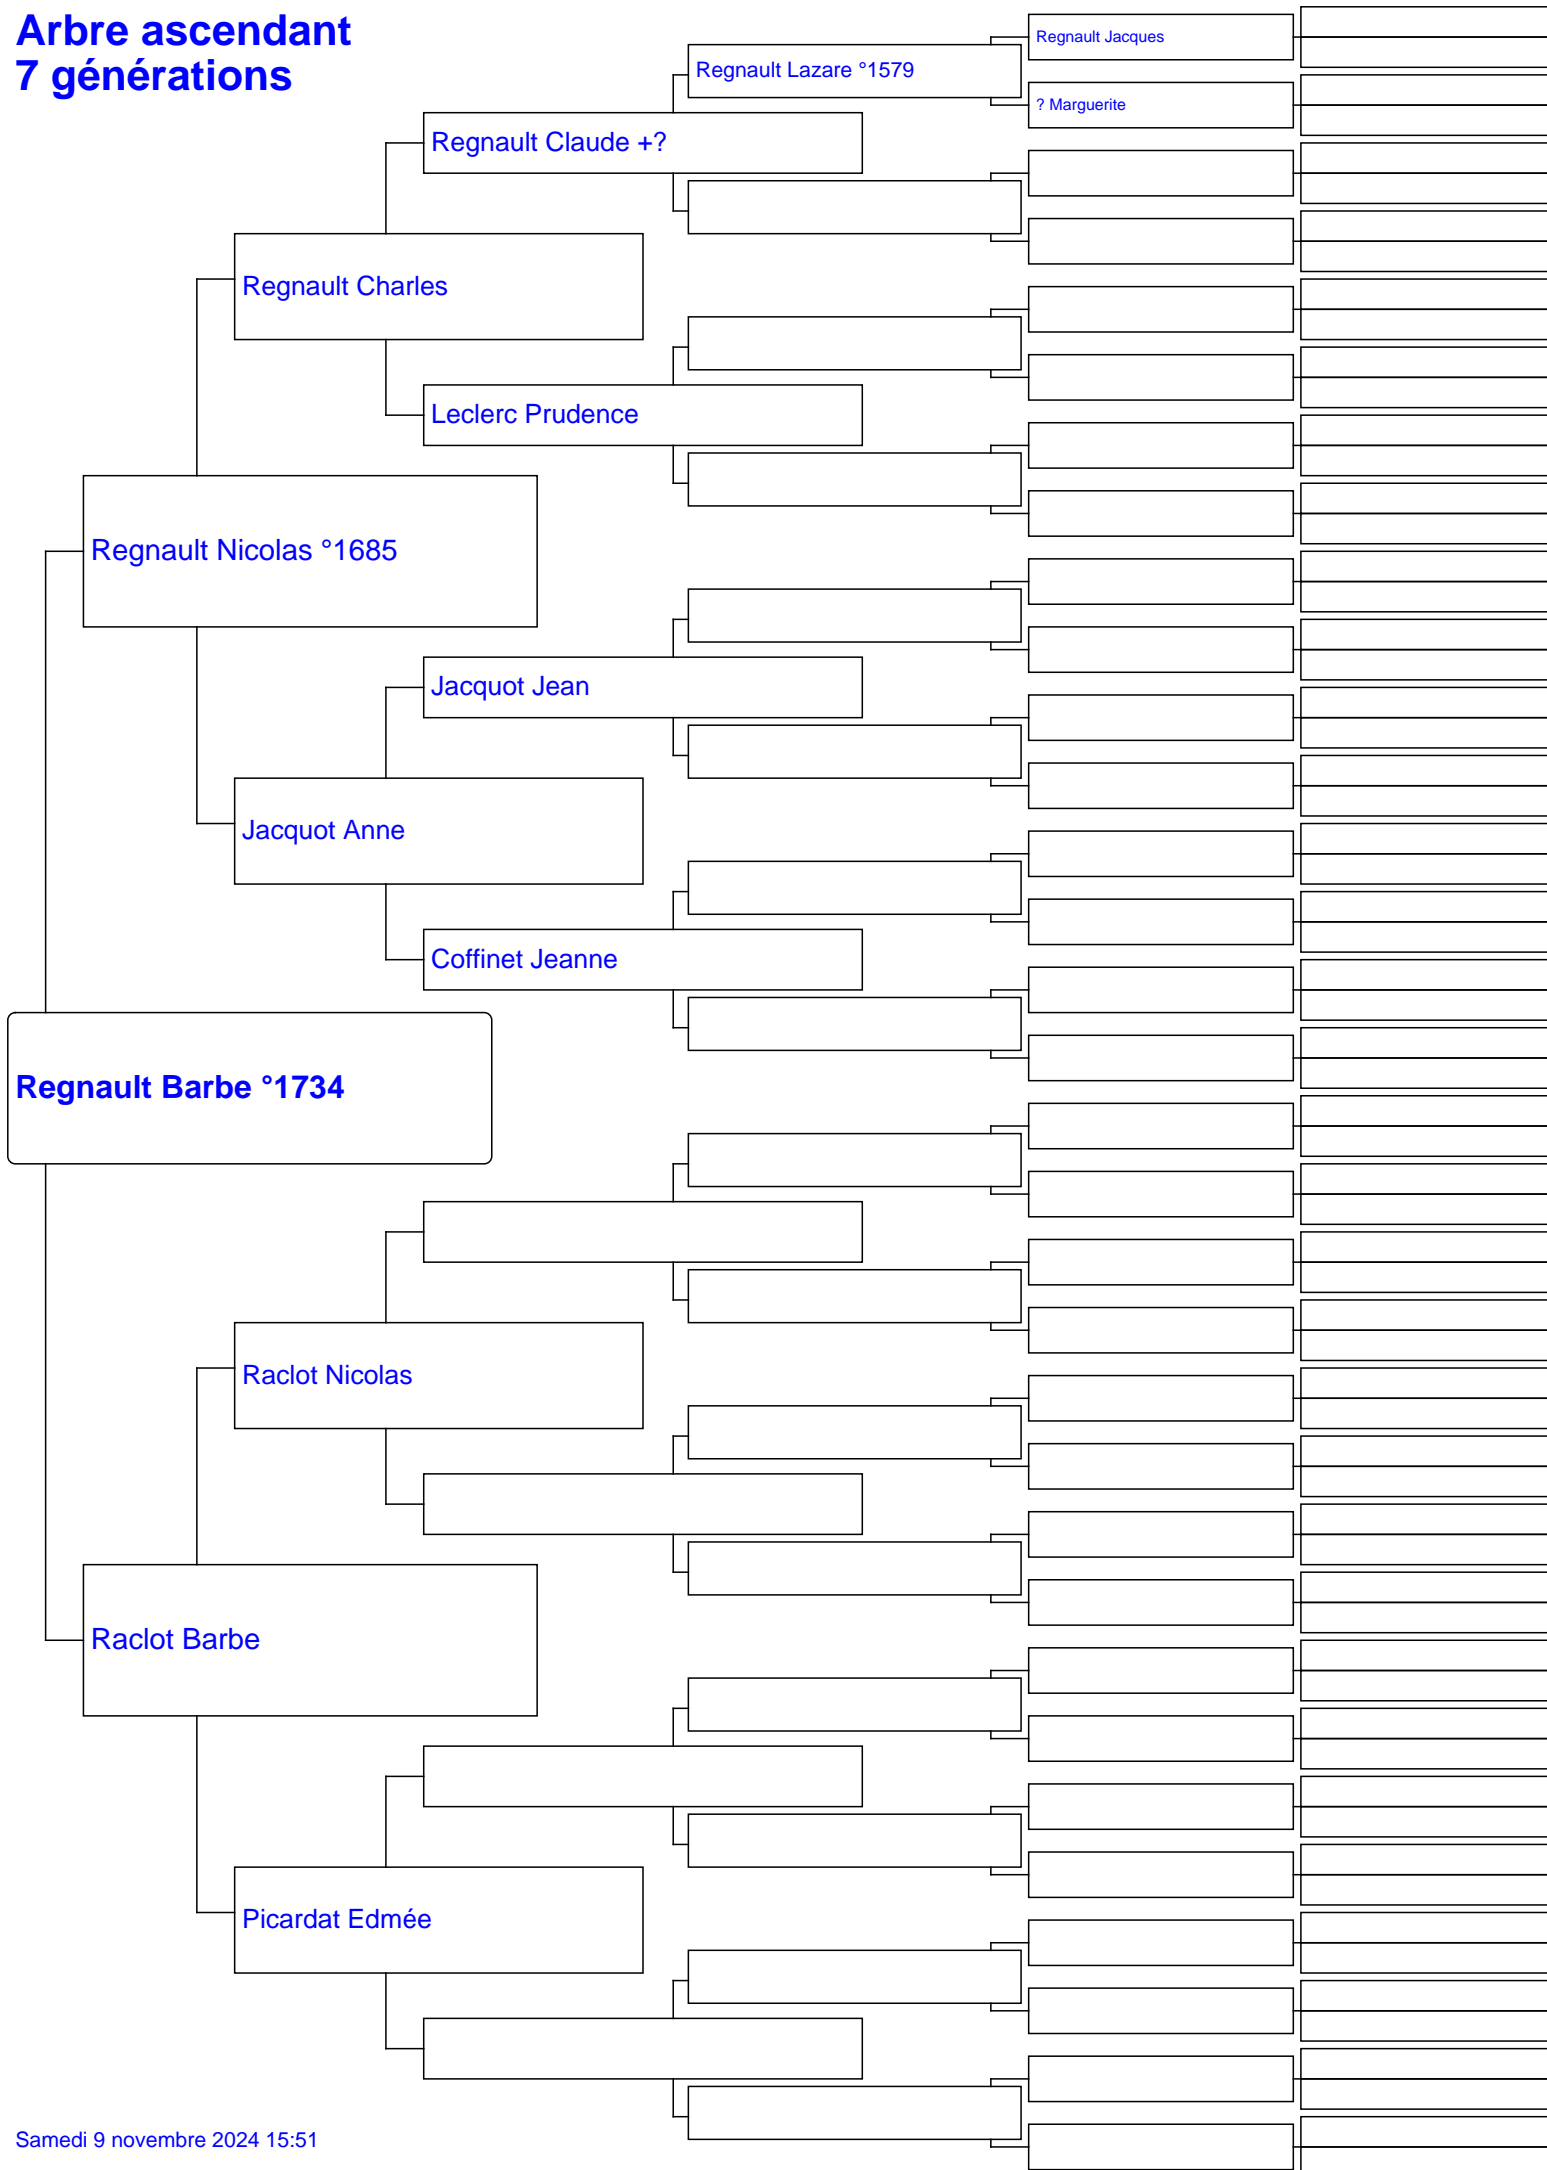 Arbre ascendant
7 générations
Regnault Jacques
Regnault Lazare °1579
? Marguerite
Regnault Claude +?
Regnault Charles
Leclerc Prudence
Regnault Nicolas °1685
Jacquot Jean
Jacquot Anne
Coffinet Jeanne
Regnault Barbe °1734
Raclot Nicolas
Raclot Barbe
Picardat Edmée
Samedi 9 novembre 2024 15:51